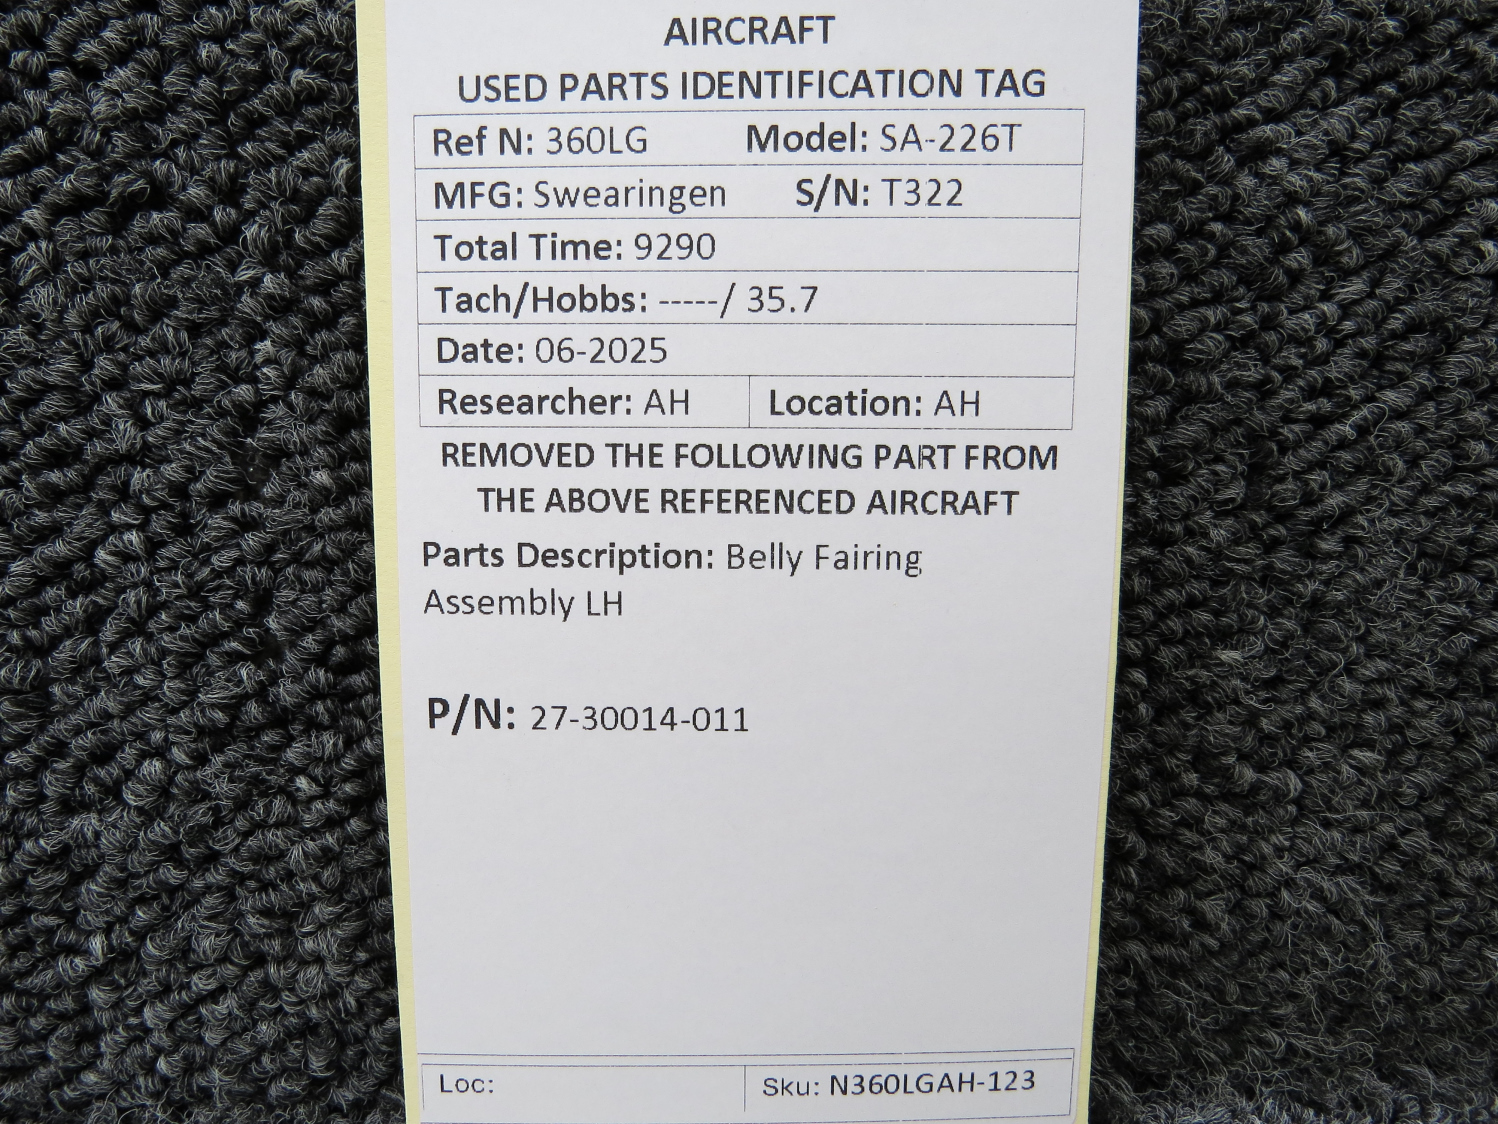 AIRCRAFT
USED PARTS IDENTIFICATION TAG
Ref N: 360LG Model: SA-226T
MFG: Swearingen S/N: T322
Total Time: 9290
Tach/Hobbs: -----/ 35.7
Date: 06-2025
Researcher: AH Location: AH
REMOVED THE FOLLOWING PART FROM
THE ABOVE REFERENCED AIRCRAFT
Parts Description: Belly Fairing
Assembly LH
P/N: 27-30014-011
Loc: Sku: N360LGAH-123